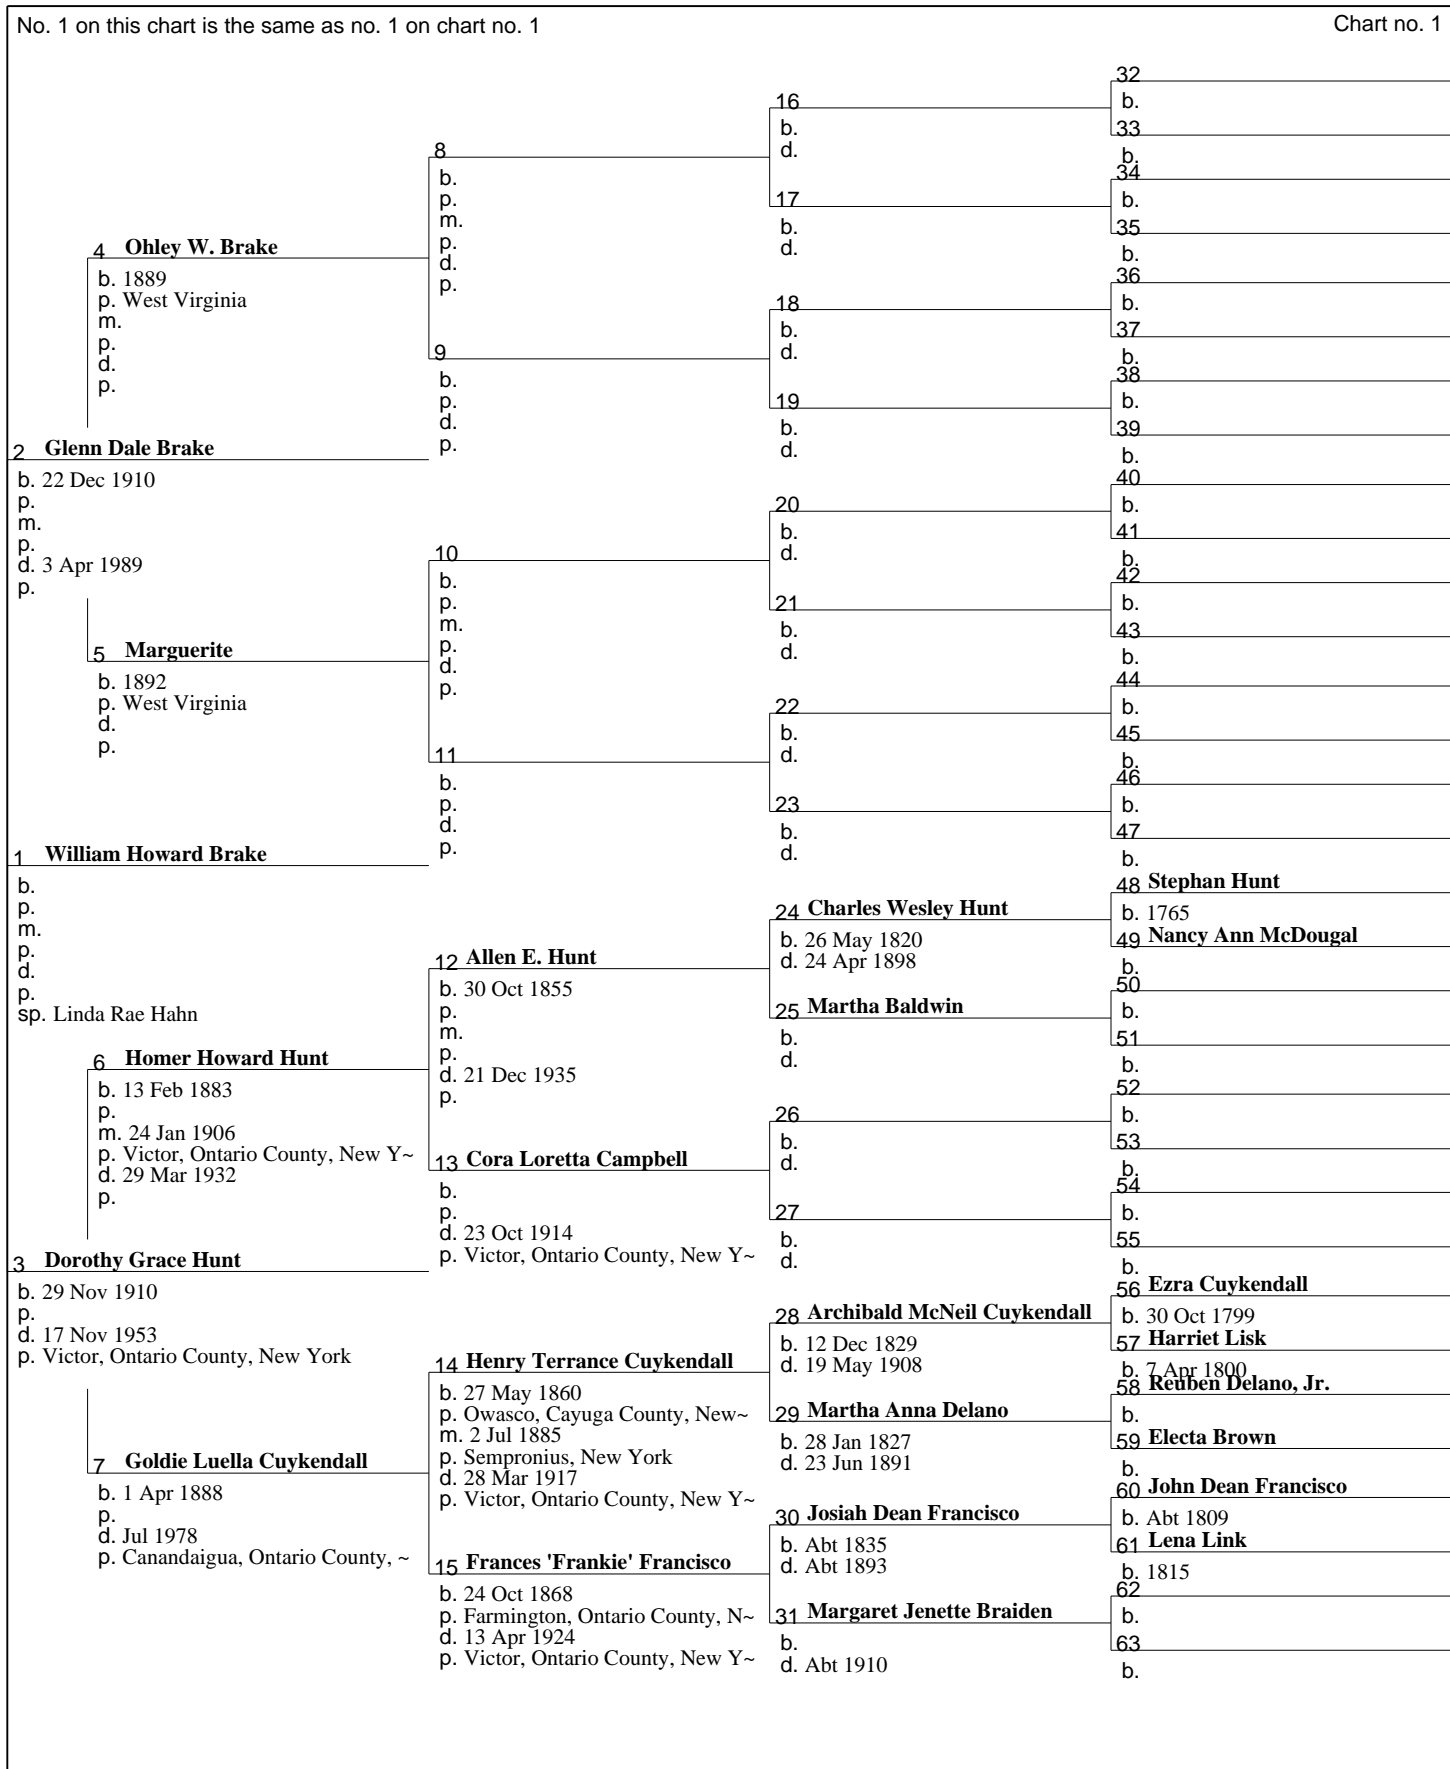 No. 1 on this chart is the same as no. 1 on chart no. 1
Chart no. 1
1 William Howard Brake
b.
p.
m.
p.
d.
p.
sp. Linda Rae Hahn
2 Glenn Dale Brake
b. 22 Dec 1910
p.
m.
p.
d. 3 Apr 1989
p.
3 Dorothy Grace Hunt
b. 29 Nov 1910
p.
d. 17 Nov 1953
p. Victor, Ontario County, New York
4 Ohley W. Brake
b. 1889
p. West Virginia
m.
p.
d.
p.
5 Marguerite
b. 1892
p. West Virginia
d.
p.
6 Homer Howard Hunt
b. 13 Feb 1883
p.
m. 24 Jan 1906
p. Victor, Ontario County, New Y~
d. 29 Mar 1932
p.
7 Goldie Luella Cuykendall
b. 1 Apr 1888
p.
d. Jul 1978
p. Canandaigua, Ontario County, ~
8
b.
p.
m.
p.
d.
p.
9
b.
p.
d.
p.
10
b.
p.
m.
p.
d.
p.
11
b.
p.
d.
p.
12 Allen E. Hunt
b. 30 Oct 1855
p.
m.
p.
d. 21 Dec 1935
p.
13 Cora Loretta Campbell
b.
p.
d. 23 Oct 1914
p. Victor, Ontario County, New Y~
14 Henry Terrance Cuykendall
b. 27 May 1860
p. Owasco, Cayuga County, New~
m. 2 Jul 1885
p. Sempronius, New York
d. 28 Mar 1917
p. Victor, Ontario County, New Y~
15 Frances 'Frankie' Francisco
b. 24 Oct 1868
p. Farmington, Ontario County, N~
d. 13 Apr 1924
p. Victor, Ontario County, New Y~
16
b.
d.
17
b.
d.
18
b.
d.
19
b.
d.
20
b.
d.
21
b.
d.
22
b.
d.
23
b.
d.
24 Charles Wesley Hunt
b. 26 May 1820
d. 24 Apr 1898
25 Martha Baldwin
b.
d.
26
b.
d.
27
b.
d.
28 Archibald McNeil Cuykendall
b. 12 Dec 1829
d. 19 May 1908
29 Martha Anna Delano
b. 28 Jan 1827
d. 23 Jun 1891
30 Josiah Dean Francisco
b. Abt 1835
d. Abt 1893
31 Margaret Jenette Braiden
b.
d. Abt 1910
32
b.
33
b.
34
b.
35
b.
36
b.
37
b.
38
b.
39
b.
40
b.
41
b.
42
b.
43
b.
44
b.
45
b.
46
b.
47
b.
48 Stephan Hunt
b. 1765
49 Nancy Ann McDougal
b.
50
b.
51
b.
52
b.
53
b.
54
b.
55
b.
56 Ezra Cuykendall
b. 30 Oct 1799
57 Harriet Lisk
b. 7 Apr 1800
58 Reuben Delano, Jr.
b.
59 Electa Brown
b.
60 John Dean Francisco
b. Abt 1809
61 Lena Link
b. 1815
62
b.
63
b.